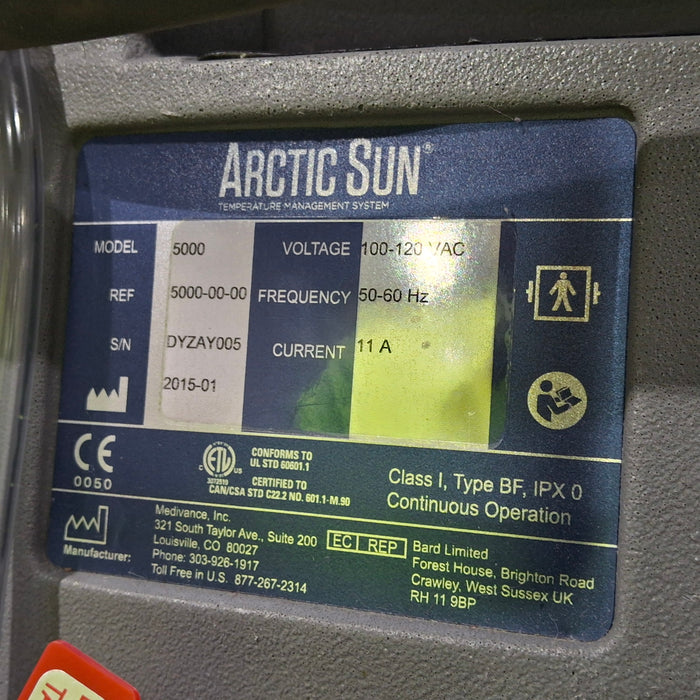 ARCTIC SUN®
TEMPERATURE MANAGEMENT SYSTEM
MODEL 5000 VOLTAGE 100-120 VAC
REF 5000-00-00 FREQUENCY 50-60 Hz
S/N DYZAY005 CURRENT 11 A
2015-01
CE
0050
C ETL US
3072519
CONFORMS TO
UL STD 60601.1
CERTIFIED TO
CAN/CSA STD C22.2 NO. 601.1-M.90
Class I, Type BF, IPX 0
Continuous Operation
Manufacturer:
Medivance, Inc.
321 South Taylor Ave., Suite 200
Louisville, CO 80027
Phone: 303-926-1917
Toll Free in U.S. 877-267-2314
EC REP
Bard Limited
Forest House, Brighton Road
Crawley, West Sussex UK
RH 11 9BP